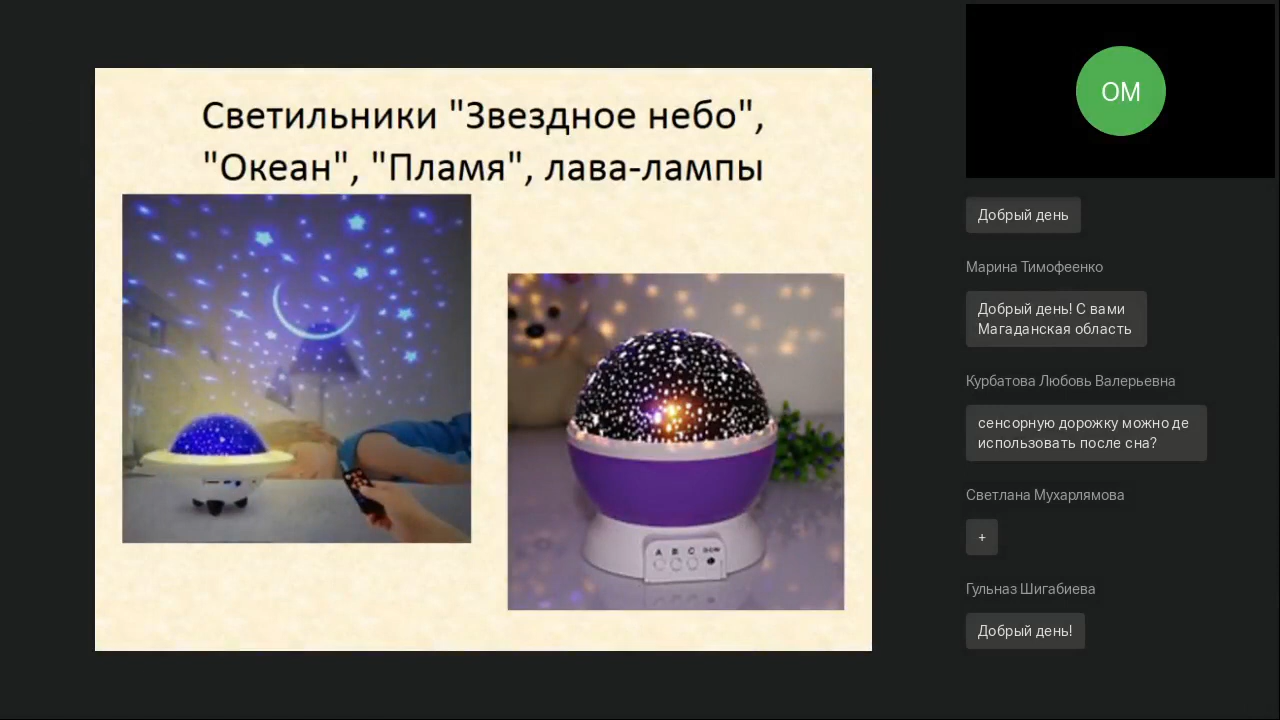 Светильники "Звездное небо",
"Океан", "Пламя", лава-лампы
A B C
ОМ
Добрый день
Марина Тимофеенко
Добрый день! С вами
Магаданская область
Курбатова Любовь Валерьевна
сенсорную дорожку можно де
использовать после сна?
Светлана Мухарлямова
+
Гульназ Шигабиева
Добрый день!